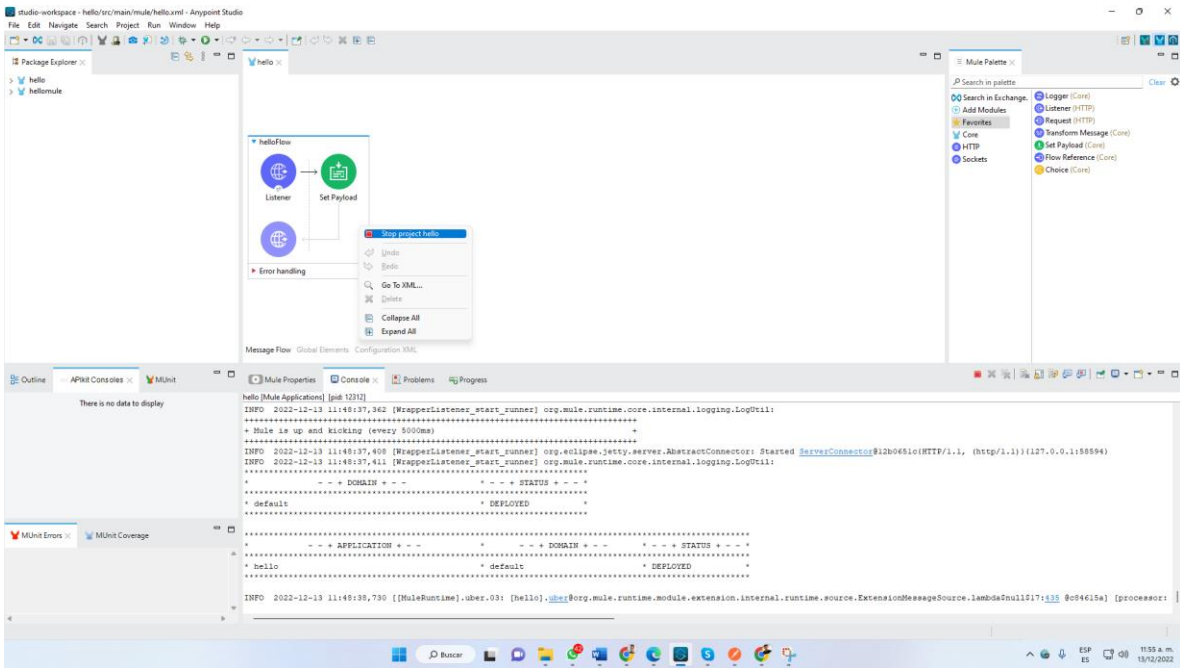 studio-workspace - hello/src/main/mule/hello.xml - Anypoint Studio
File Edit Navigate Search Project Run Window Help
Package Explorer
hello
hellomule
hello
helloFlow
Listener
Set Payload
Error handling
Stop project hello
Undo
Redo
Go To XML...
Delete
Collapse All
Expand All
Message Flow Global Elements Configuration XML
Mule Palette
Search in palette
Clear
Search in Exchange.
Add Modules
Favorites
Core
HTTP
Sockets
Logger (Core)
Listener (HTTP)
Request (HTTP)
Transform Message (Core)
Set Payload (Core)
Flow Reference (Core)
Choice (Core)
Outline APIkit Consoles MUnit
There is no data to display
MUnit Errors MUnit Coverage
Mule Properties Console Problems Progress
hello [Mule Applications] [pid: 12312]
INFO 2022-12-13 11:48:37,362 [WrapperListener_start_runner] org.mule.runtime.core.internal.logging.LogUtil:
++++++++++++++++++++++++++++++++++++++++++++++++++++++++++++++++++++++
+ Mule is up and kicking (every 5000ms) +
++++++++++++++++++++++++++++++++++++++++++++++++++++++++++++++++++++++
INFO 2022-12-13 11:48:37,408 [WrapperListener_start_runner] org.eclipse.jetty.server.AbstractConnector: Started ServerConnector@12b0651c{HTTP/1.1, (http/1.1)}{127.0.0.1:58594}
INFO 2022-12-13 11:48:37,411 [WrapperListener_start_runner] org.mule.runtime.core.internal.logging.LogUtil:
*******************************************************************
* - - + DOMAIN + - - * - - + STATUS + - - *
*******************************************************************
* default * DEPLOYED *
*******************************************************************
*******************************************************************************************************
* - - + APPLICATION + - - * - - + DOMAIN + - - * - - + STATUS + - - *
*******************************************************************************************************
* hello * default * DEPLOYED *
*******************************************************************************************************
INFO 2022-12-13 11:48:38,730 [[MuleRuntime].uber.03: [hello].uber@org.mule.runtime.module.extension.internal.runtime.source.ExtensionMessageSource.lambda$null$17:435 @c84615a] [processor:
Buscar
ESP
ES
11:55 a. m.
13/12/2022